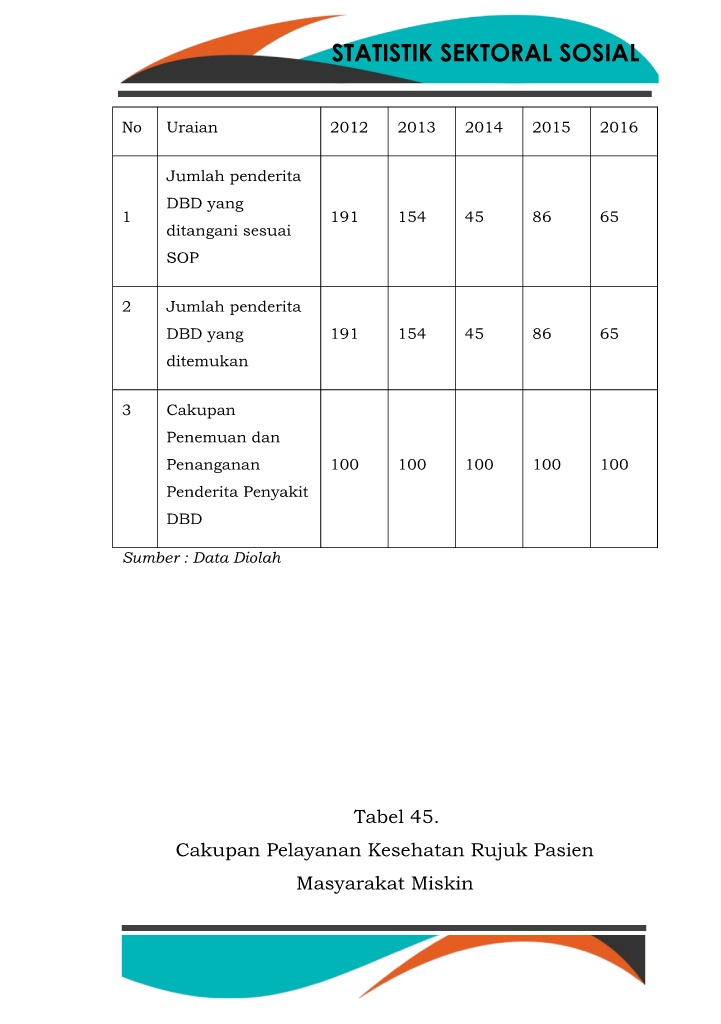 STATISTIK SEKTORAL SOSIAL
No Uraian 2012 2013 2014 2015 2016
Jumlah penderita
DBD yang
1 191 154 45 86 65
ditangani sesuai
SOP
2 Jumlah penderita
DBD yang 191 154 45 86 65
ditemukan
3 Cakupan
Penemuan dan
Penanganan 100 100 100 100 100
Penderita Penyakit
DBD
Sumber : Data Diolah
Tabel 45.
Cakupan Pelayanan Kesehatan Rujuk Pasien
Masyarakat Miskin